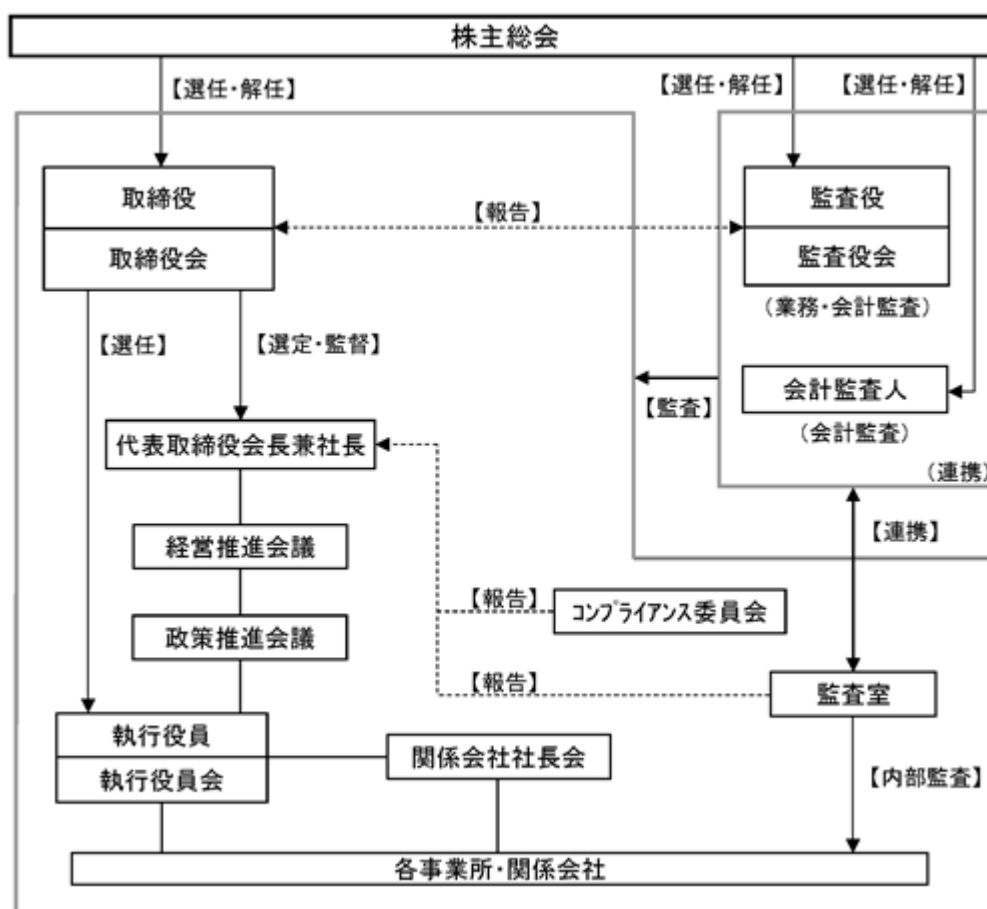 株主総会
【選任・解任】
【選任・解任】
【選任・解任】
取締役
取締役会
【報告】
監査役
監査役会
(業務・会計監査)
【選任】
【選定・監督】
【監査】
会計監査人
(会計監査)
代表取締役会長兼社長
(連携)
経営推進会議
【連携】
【報告】
コンプライアンス委員会
政策推進会議
【報告】
監査室
執行役員
執行役員会
関係会社社長会
【内部監査】
各事業所・関係会社